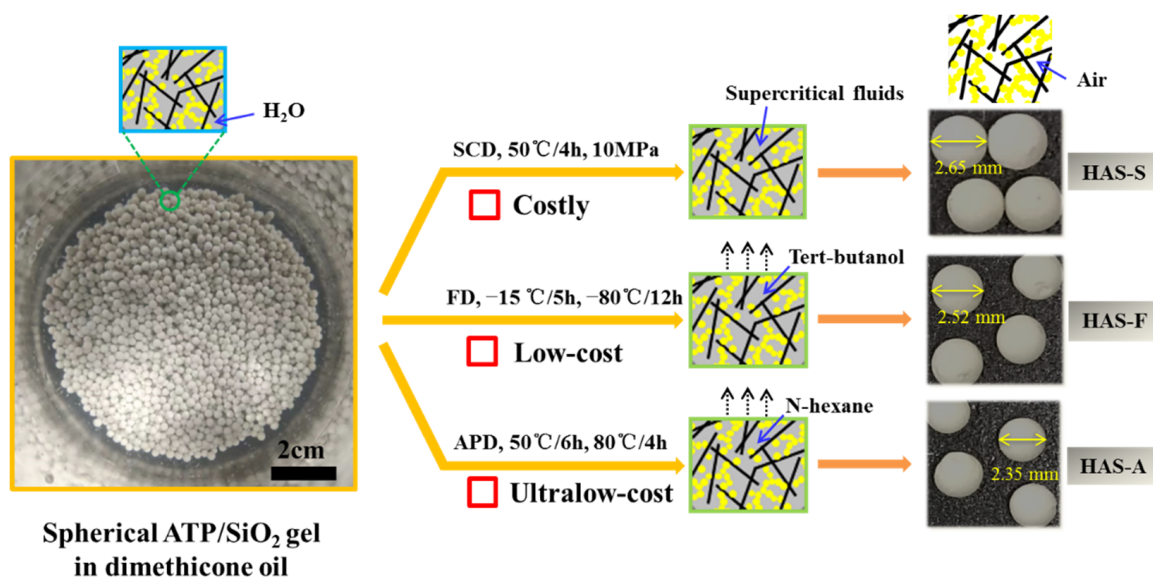 H₂O
2cm
Spherical ATP/SiO₂ gel
in dimethicone oil
SCD, 50℃/4h, 10MPa
Costly
Supercritical fluids
Air
2.65 mm
HAS-S
FD, −15 ℃/5h, −80℃/12h
Low-cost
Tert-butanol
2.52 mm
HAS-F
APD, 50℃/6h, 80℃/4h
Ultralow-cost
N-hexane
2.35 mm
HAS-A